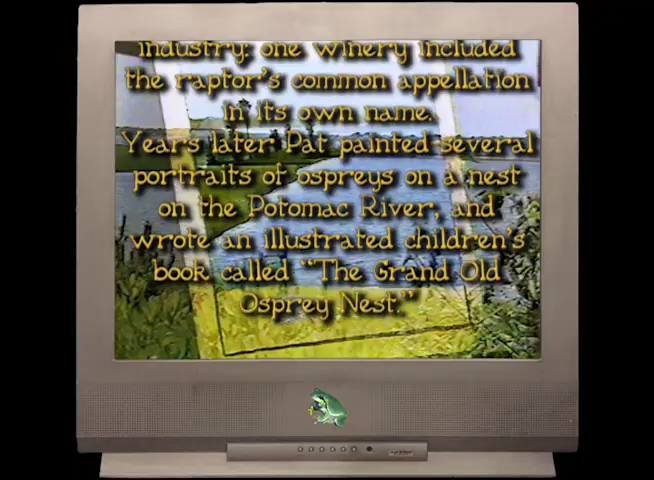 industry: one winery included
the raptor's common appellation
in its own name.
Years later Pat painted several
portraits of ospreys on a nest
on the Potomac River, and
wrote an illustrated children's
book called "The Grand Old
Osprey Nest."